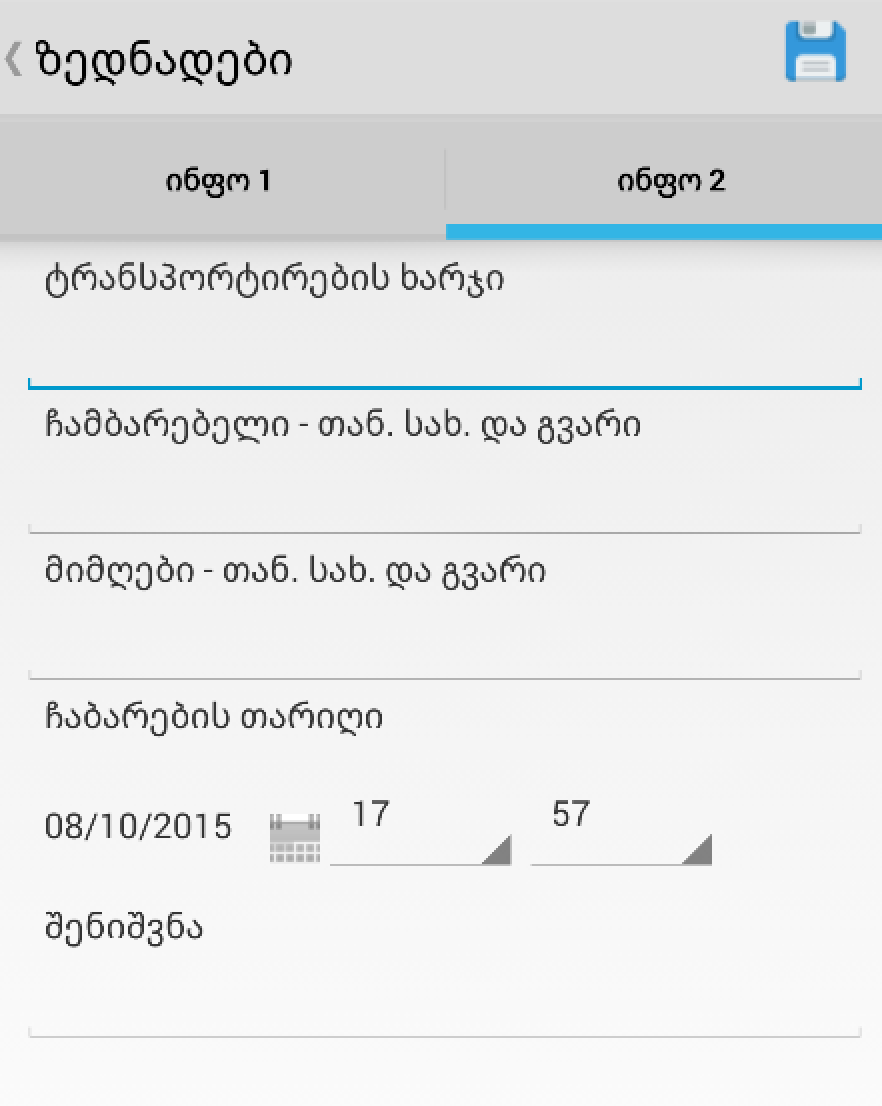 ზედნადები
ინფო 1
ინფო 2
ტრანსპორტირების ხარჯი
ჩამბარებელი - თან. სახ. და გვარი
მიმღები - თან. სახ. და გვარი
ჩაბარების თარიღი
08/10/2015 17 57
შენიშვნა